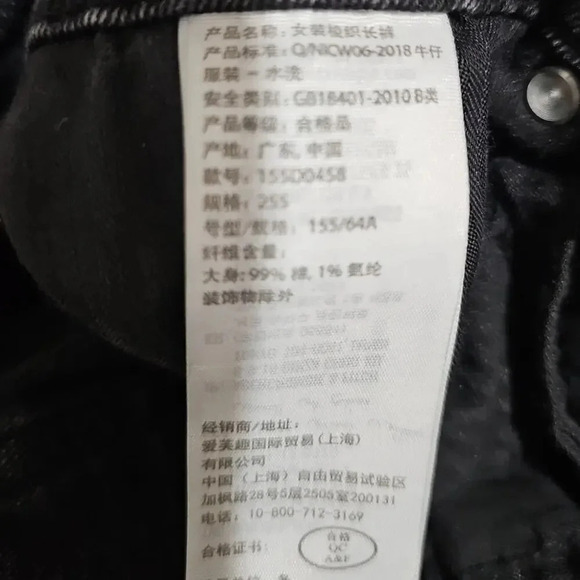 产品名称: 女装梭织长裤
产品标准: Q/NKW06-2018 牛仔
服装 - 水洗
安全类别: GB18401-2010 B类
产品等级: 合格品
产地: 广东, 中国
款号: 155D0458
规格: 25S
号型/规格: 155/64A
纤维含量:
大身: 99% 棉, 1% 氨纶
装饰物除外
经销商/地址:
爱芙趣国际贸易(上海)
有限公司
中国 (上海) 自由贸易试验区
加枫路28号5层2505室200131
电话: 10-800-712-3169
合格证书:
合格
QC
A&F